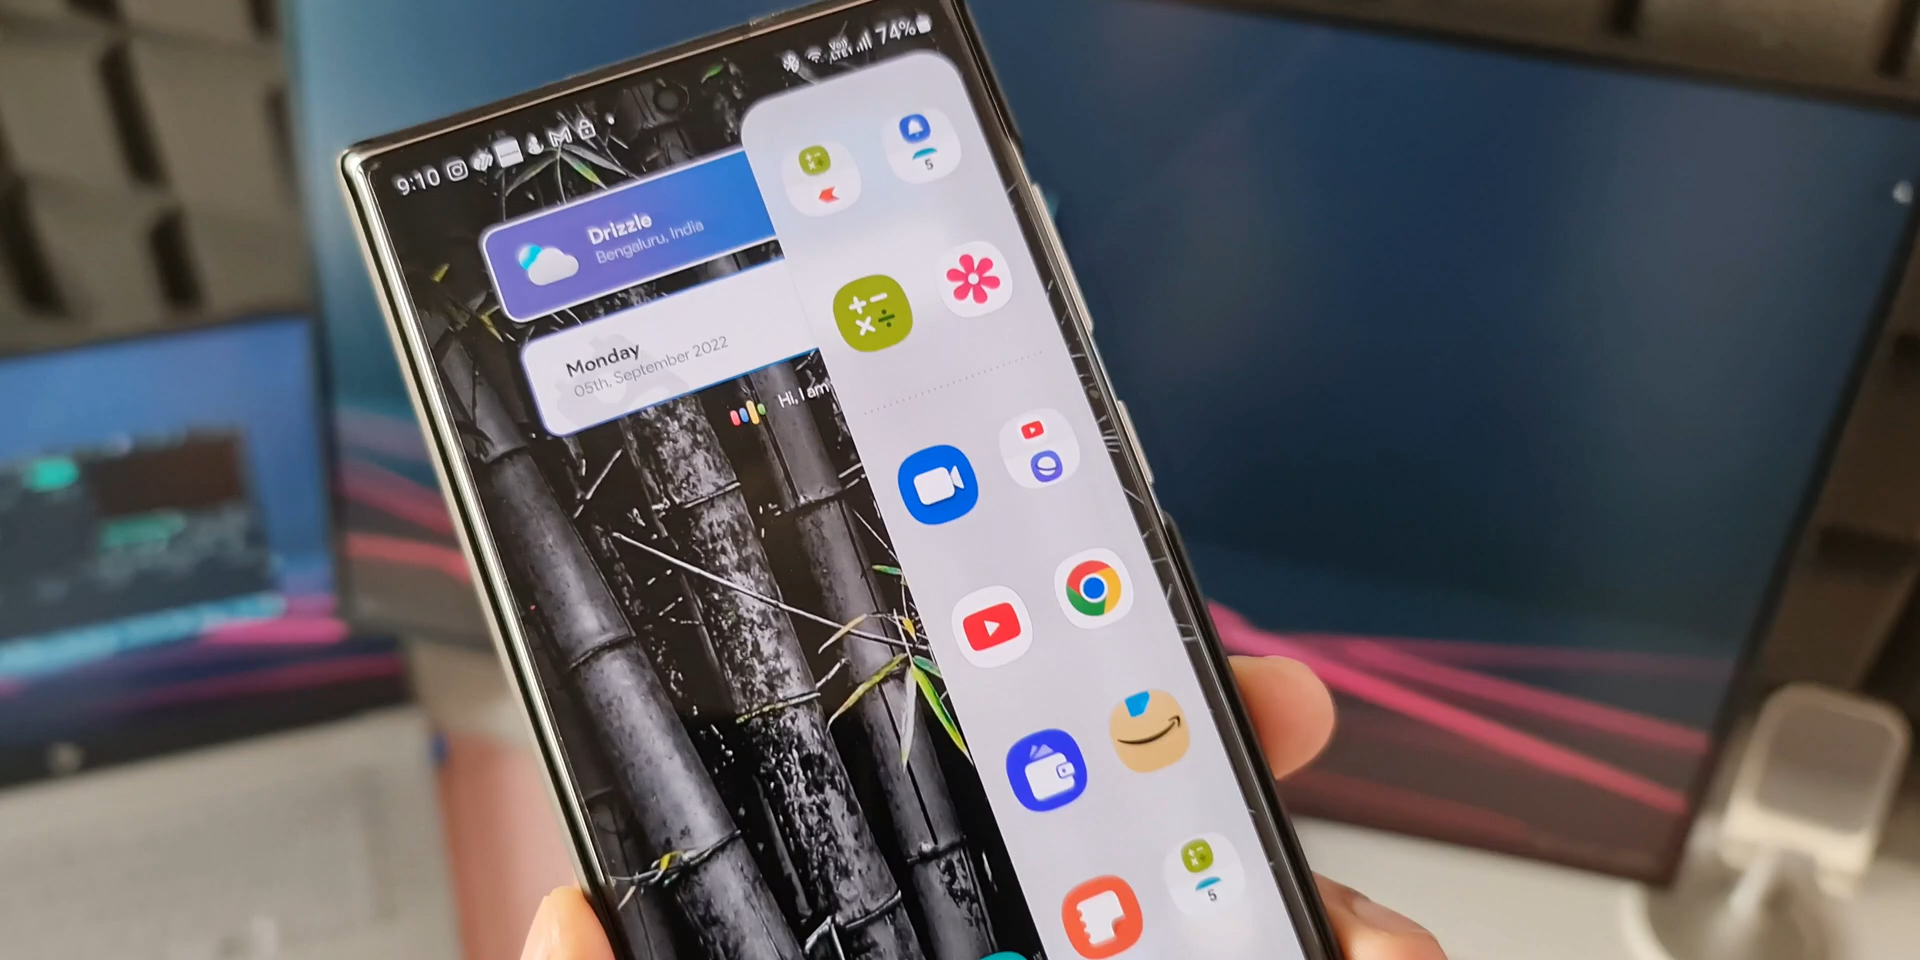 9:10
74%
Drizzle
Bengaluru, India
Monday
05th, September 2022
Hi, I am
5
5